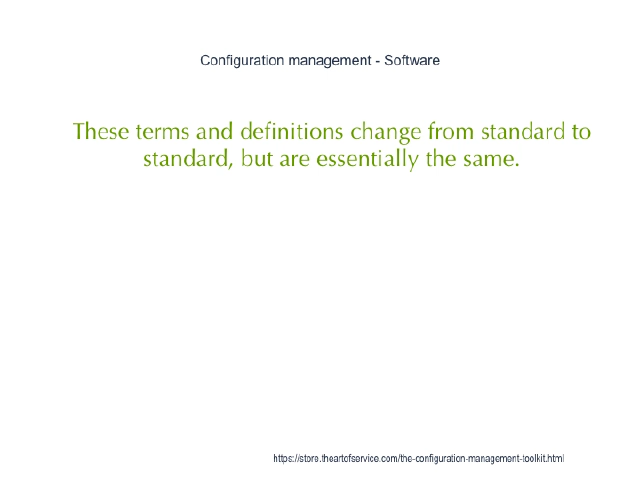 Configuration management - Software
These terms and definitions change from standard to
standard, but are essentially the same.
https://store.theartofservice.com/the-configuration-management-toolkit.html